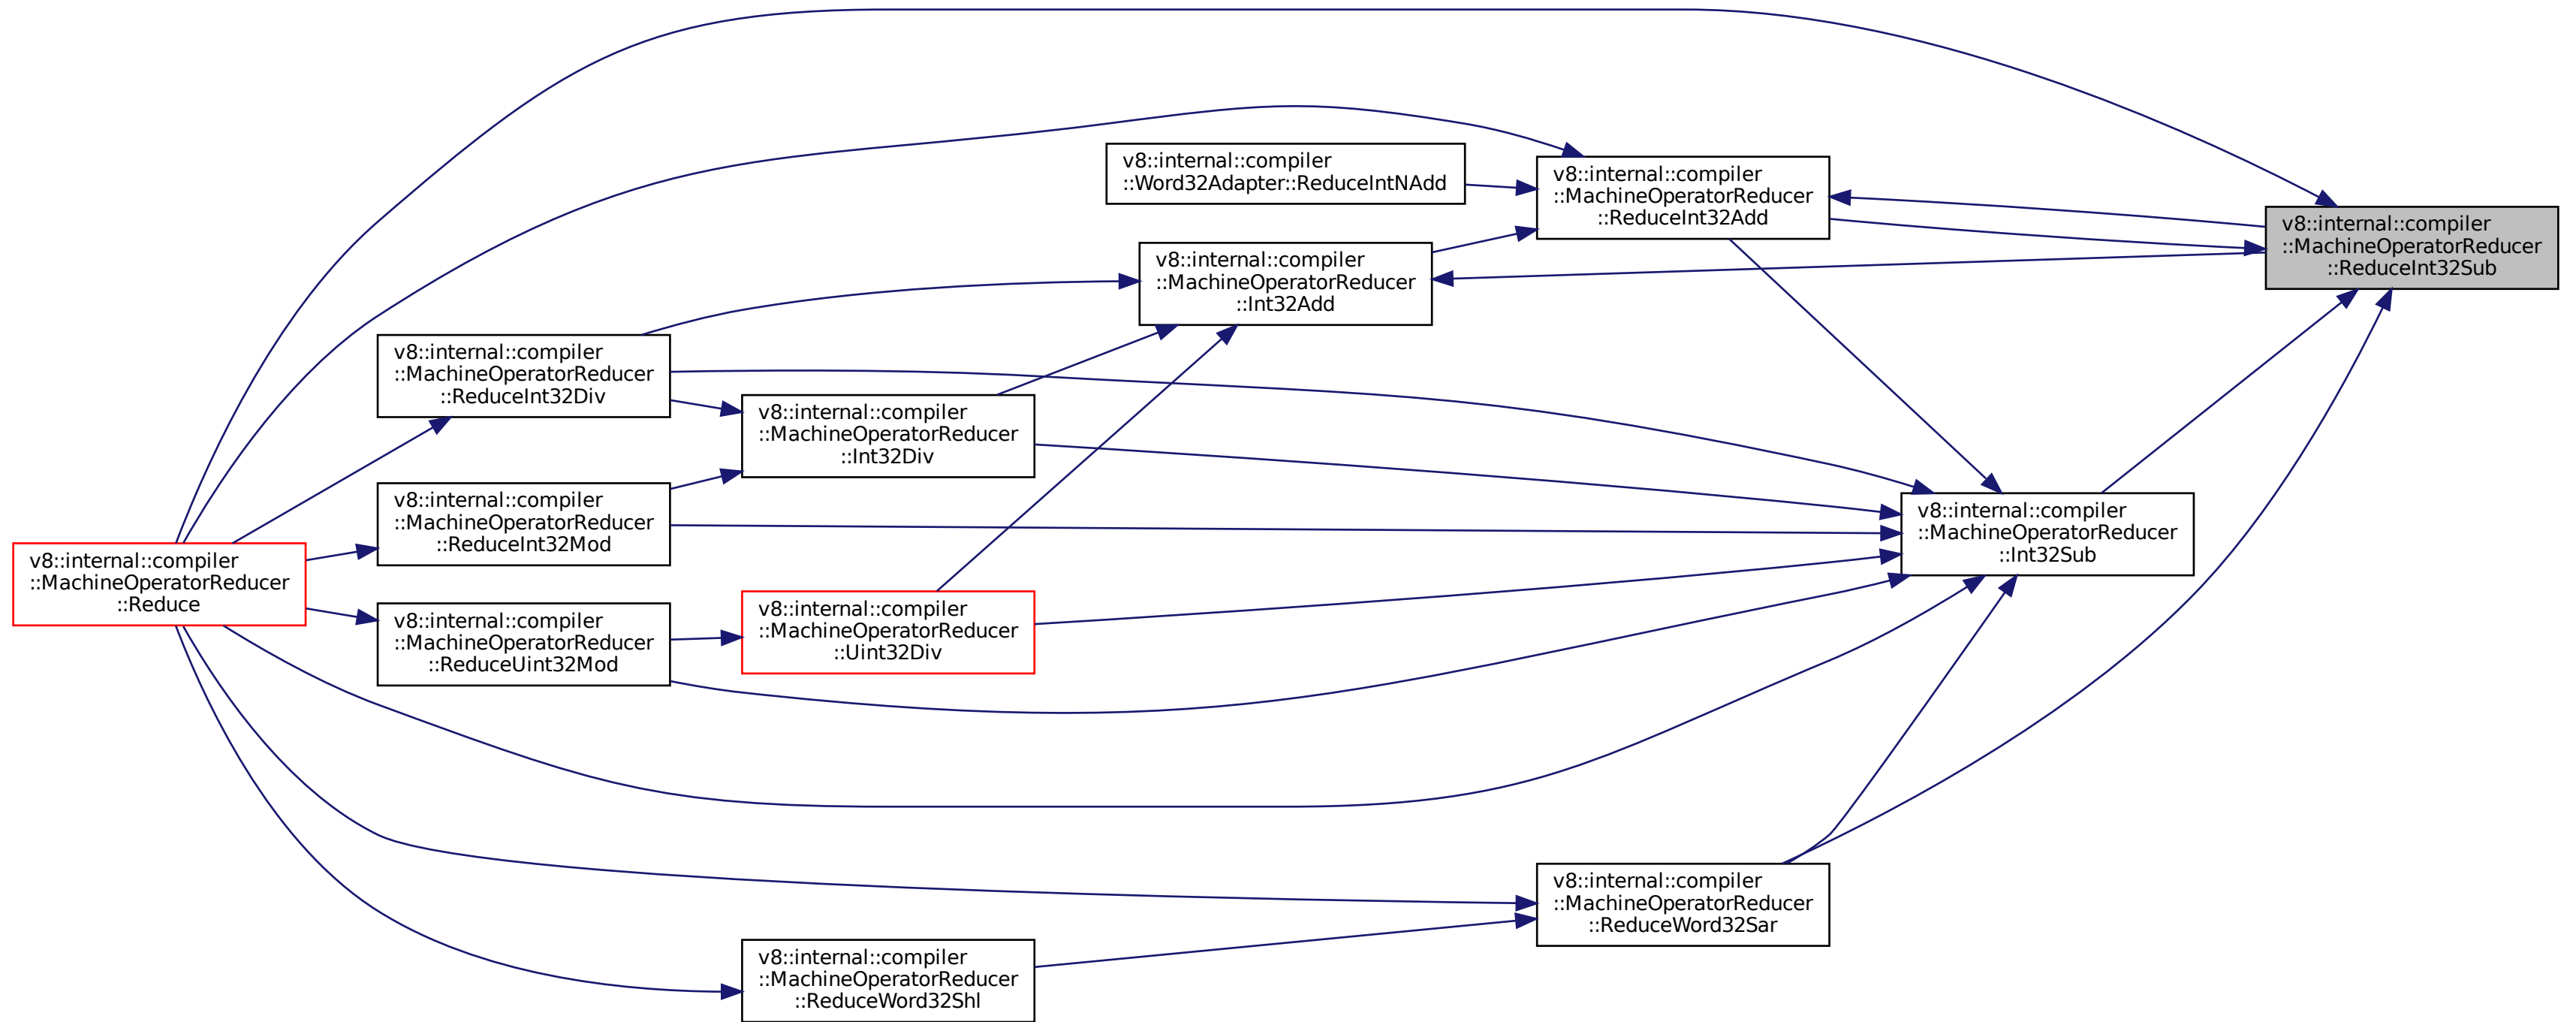 v8::internal::compiler
::Word32Adapter::ReduceIntNAdd
v8::internal::compiler
::MachineOperatorReducer
::ReduceInt32Add
v8::internal::compiler
::MachineOperatorReducer
::ReduceInt32Sub
v8::internal::compiler
::MachineOperatorReducer
::Int32Add
v8::internal::compiler
::MachineOperatorReducer
::ReduceInt32Div
v8::internal::compiler
::MachineOperatorReducer
::Int32Div
v8::internal::compiler
::MachineOperatorReducer
::ReduceInt32Mod
v8::internal::compiler
::MachineOperatorReducer
::Int32Sub
v8::internal::compiler
::MachineOperatorReducer
::Reduce
v8::internal::compiler
::MachineOperatorReducer
::ReduceUint32Mod
v8::internal::compiler
::MachineOperatorReducer
::Uint32Div
v8::internal::compiler
::MachineOperatorReducer
::ReduceWord32Sar
v8::internal::compiler
::MachineOperatorReducer
::ReduceWord32Shl